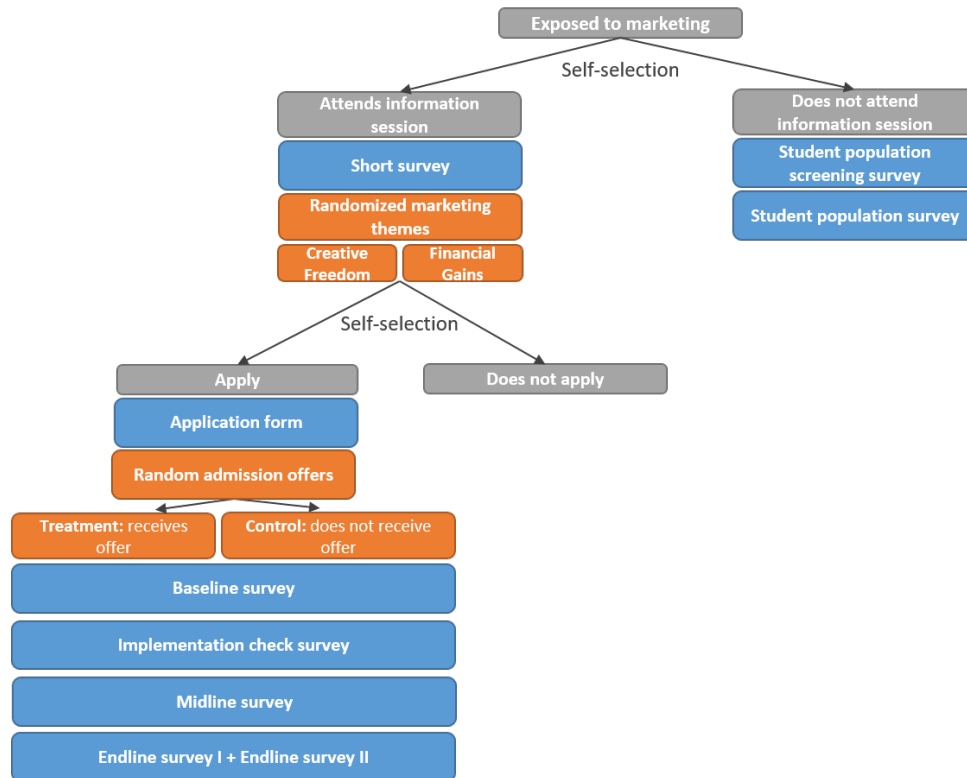 Exposed to marketing
Self-selection
Attends information
session
Does not attend
information session
Short survey
Student population
screening survey
Randomized marketing
themes
Student population survey
Creative
Freedom
Financial
Gains
Self-selection
Apply
Does not apply
Application form
Random admission offers
Treatment: receives
offer
Control: does not receive
offer
Baseline survey
Implementation check survey
Midline survey
Endline survey I + Endline survey II